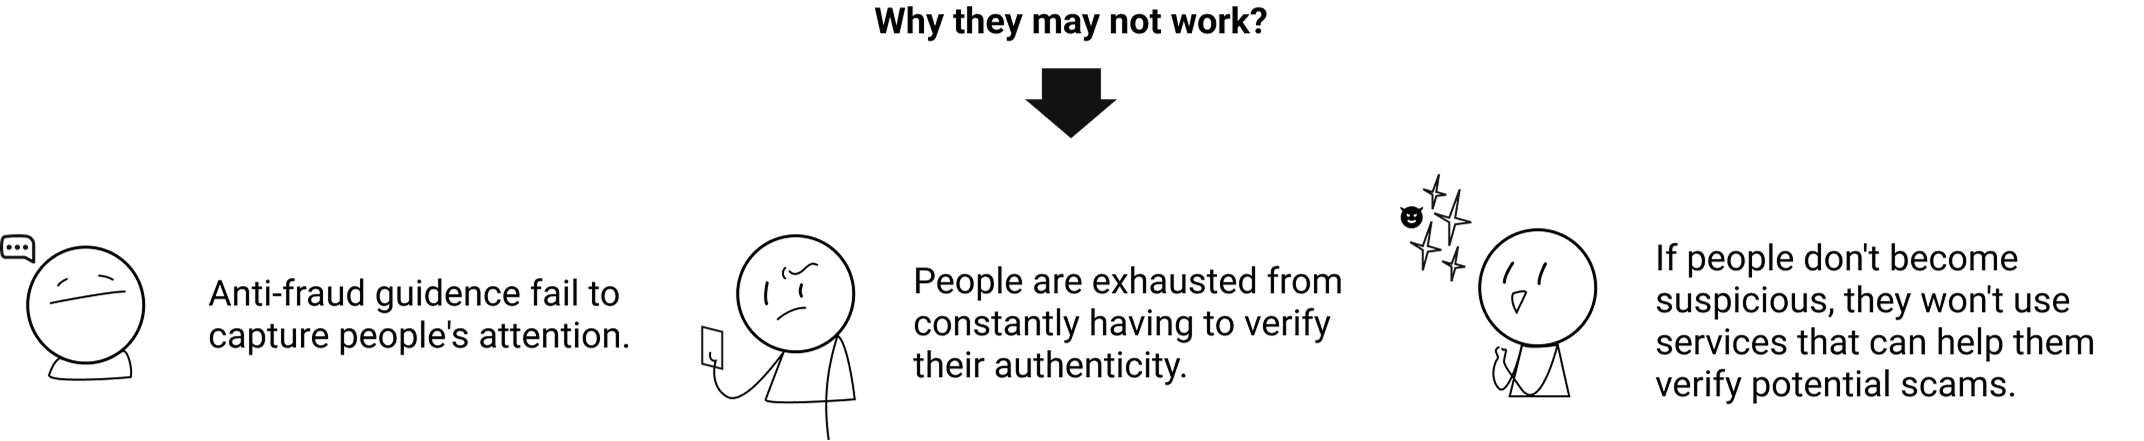 Why they may not work?
Anti-fraud guidence fail to
capture people's attention.
People are exhausted from
constantly having to verify
their authenticity.
If people don't become
suspicious, they won't use
services that can help them
verify potential scams.